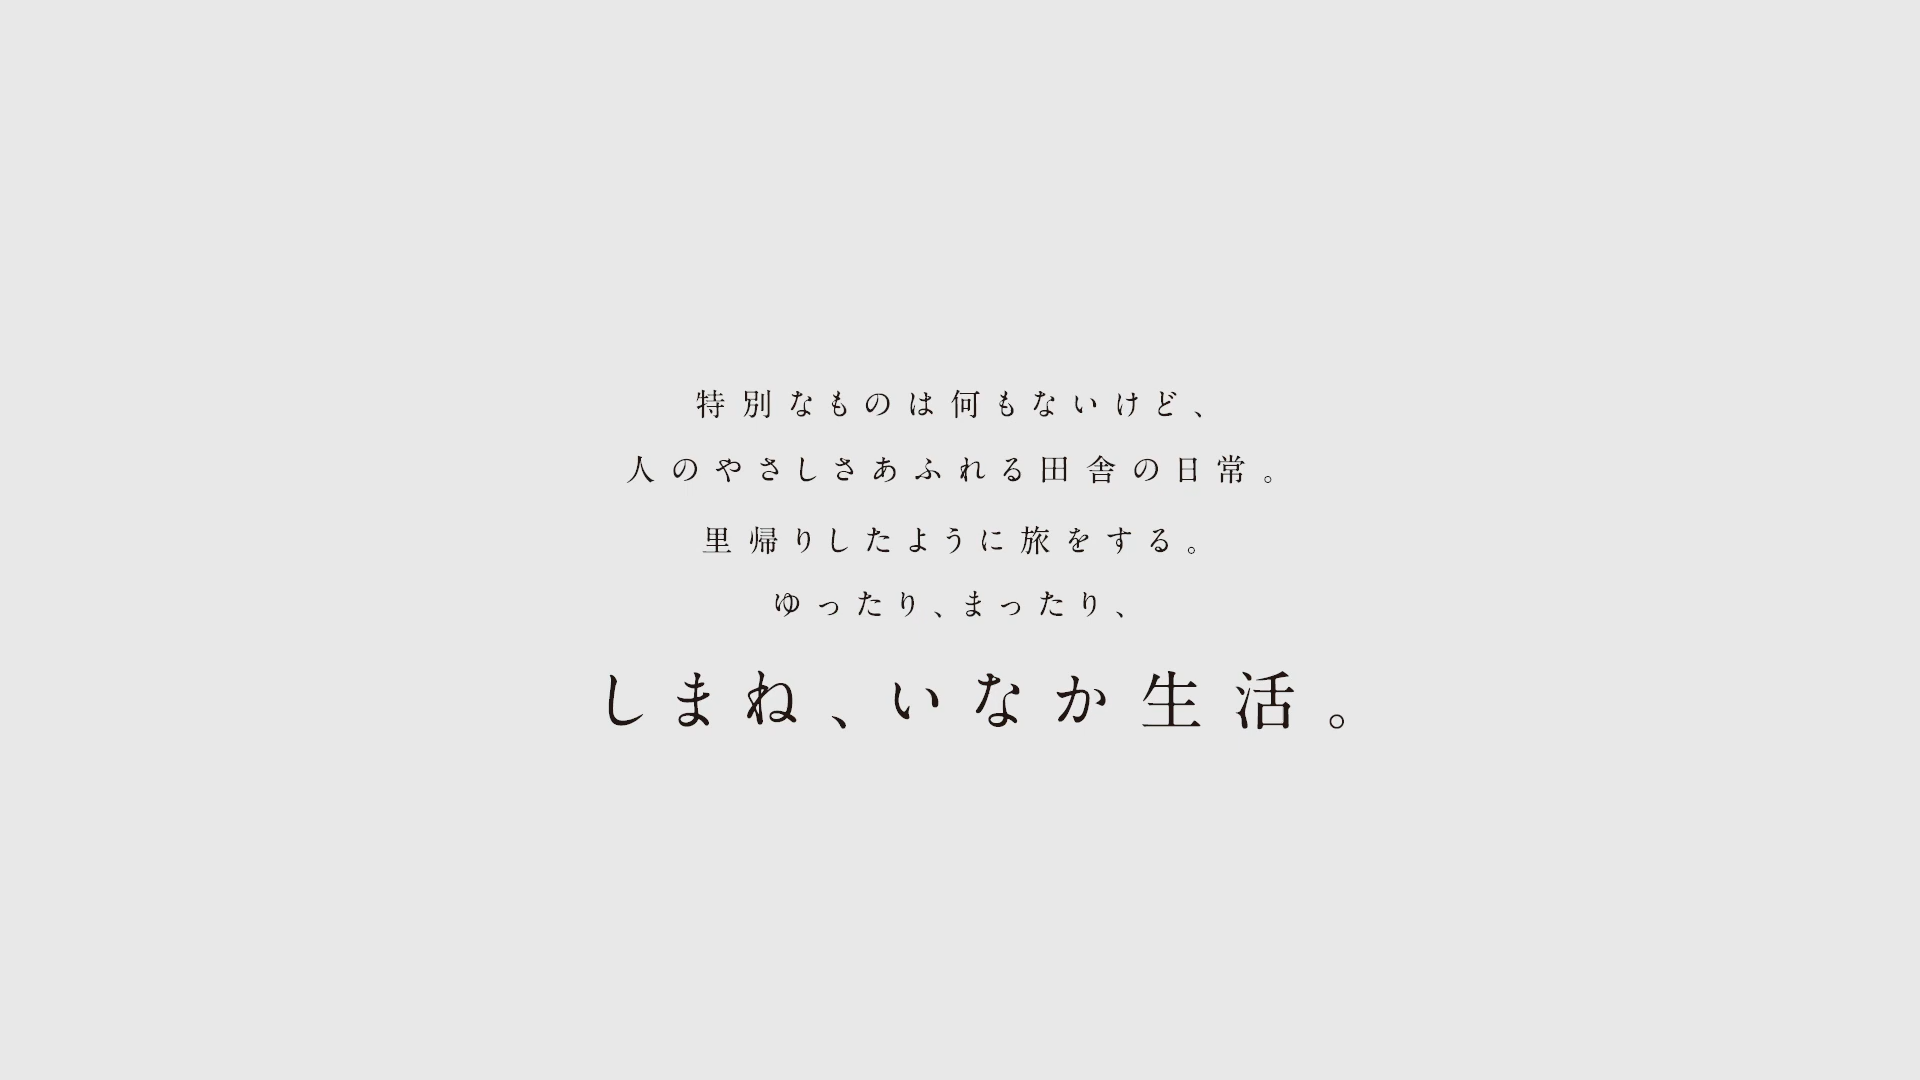 特別なものは何もないけど、
人のやさしさあふれる田舎の日常。
里帰りしたように旅をする。
ゆったり、まったり、
しまね、いなか生活。